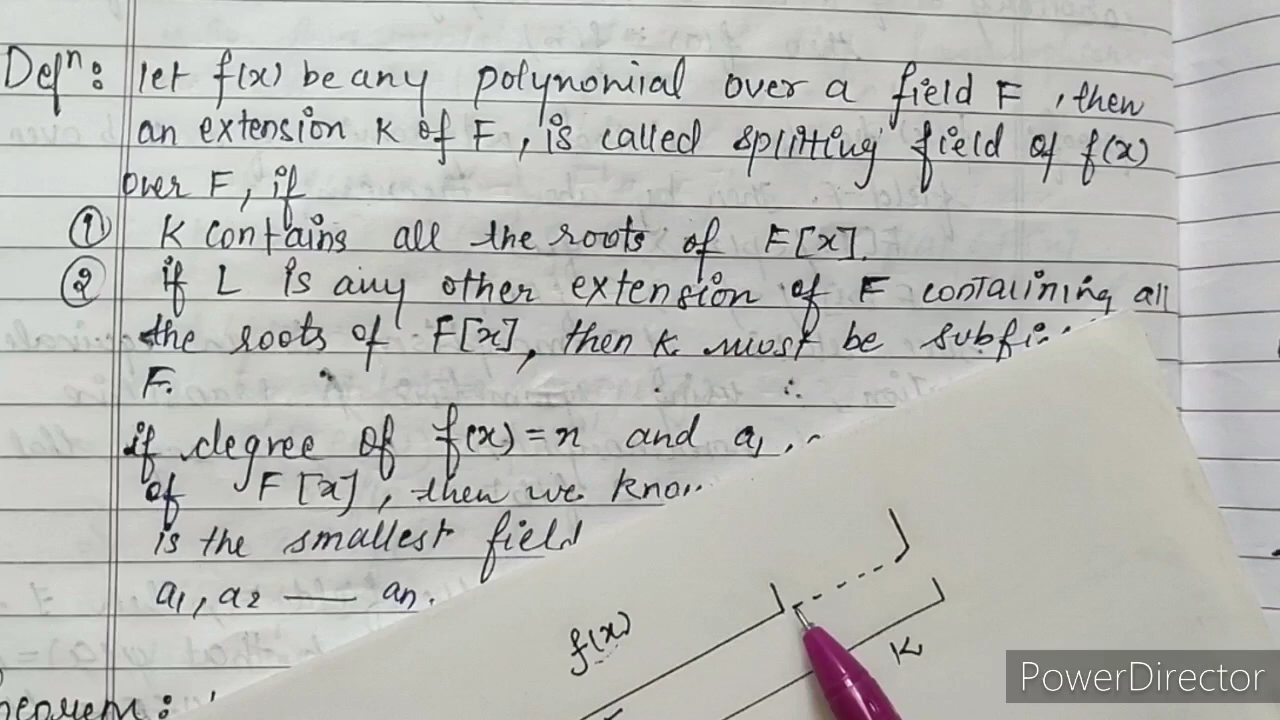 Defⁿ: let f(x) be any polynomial over a field F, then
an extension K of F, is called splitting field of f(x)
over F, if
① K contains all the roots of F[x].
② if L is any other extension of F containing all
the roots of F[x], then K must be
F.
if degree of f(x) = n and a₁,
of F[x], then we
is the smallest field
a₁, a₂ — an.
f(x)
K
PowerDirector